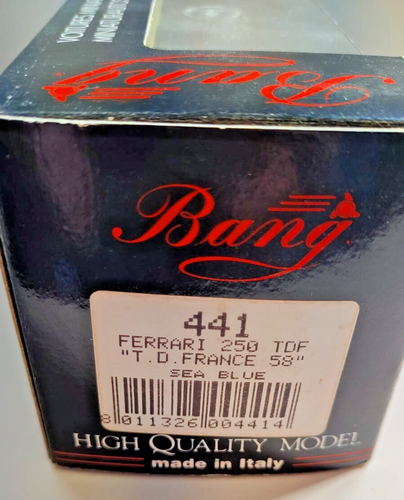 VOITURES
Bang
Bang
441
FERRARI 250 TDF
"T.D.FRANCE 58"
SEA BLUE
8 011326 004414
HIGH QUALITY MODEL
made in Italy